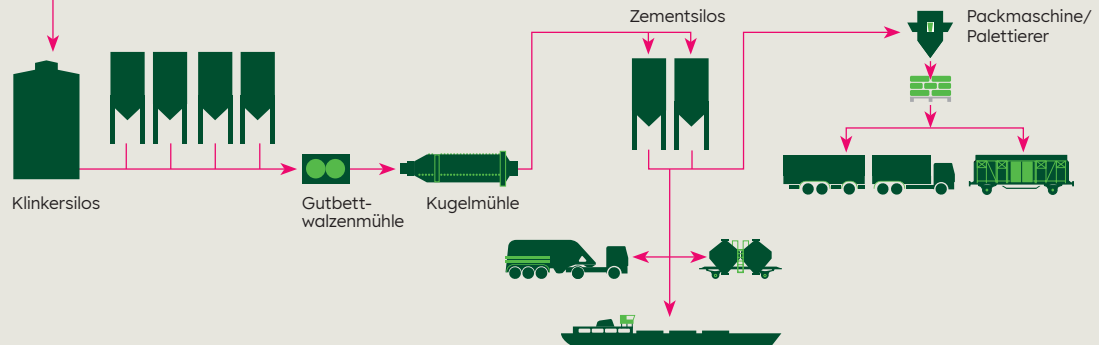 Zementsilos
Packmaschine/
Palettierer
Klinkersilos
Gutbett-
walzenmühle
Kugelmühle